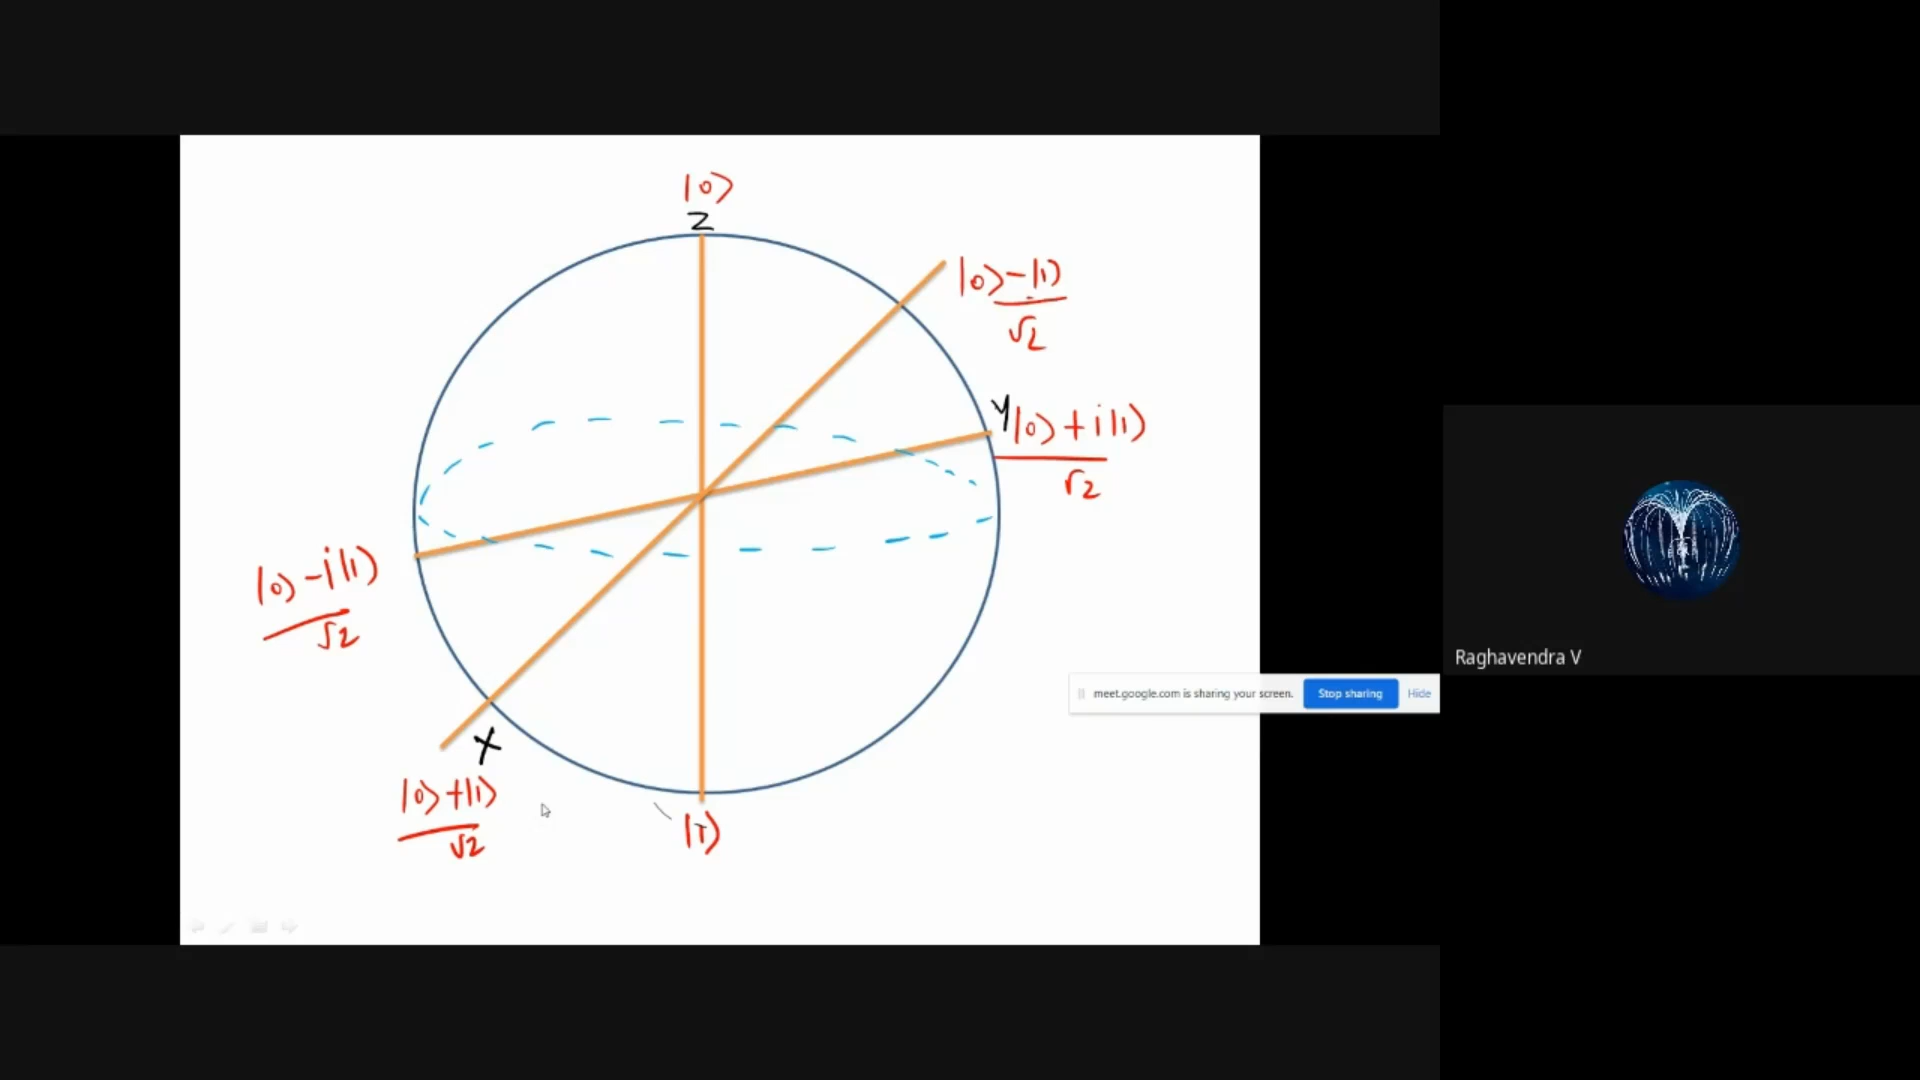 |0⟩
Z
|0⟩-|1⟩
√2
Y |0⟩+i|1⟩
√2
|0⟩-i|1⟩
√2
X
|0⟩+|1⟩
√2
|1⟩
meet.google.com is sharing your screen. Stop sharing Hide
Raghavendra V